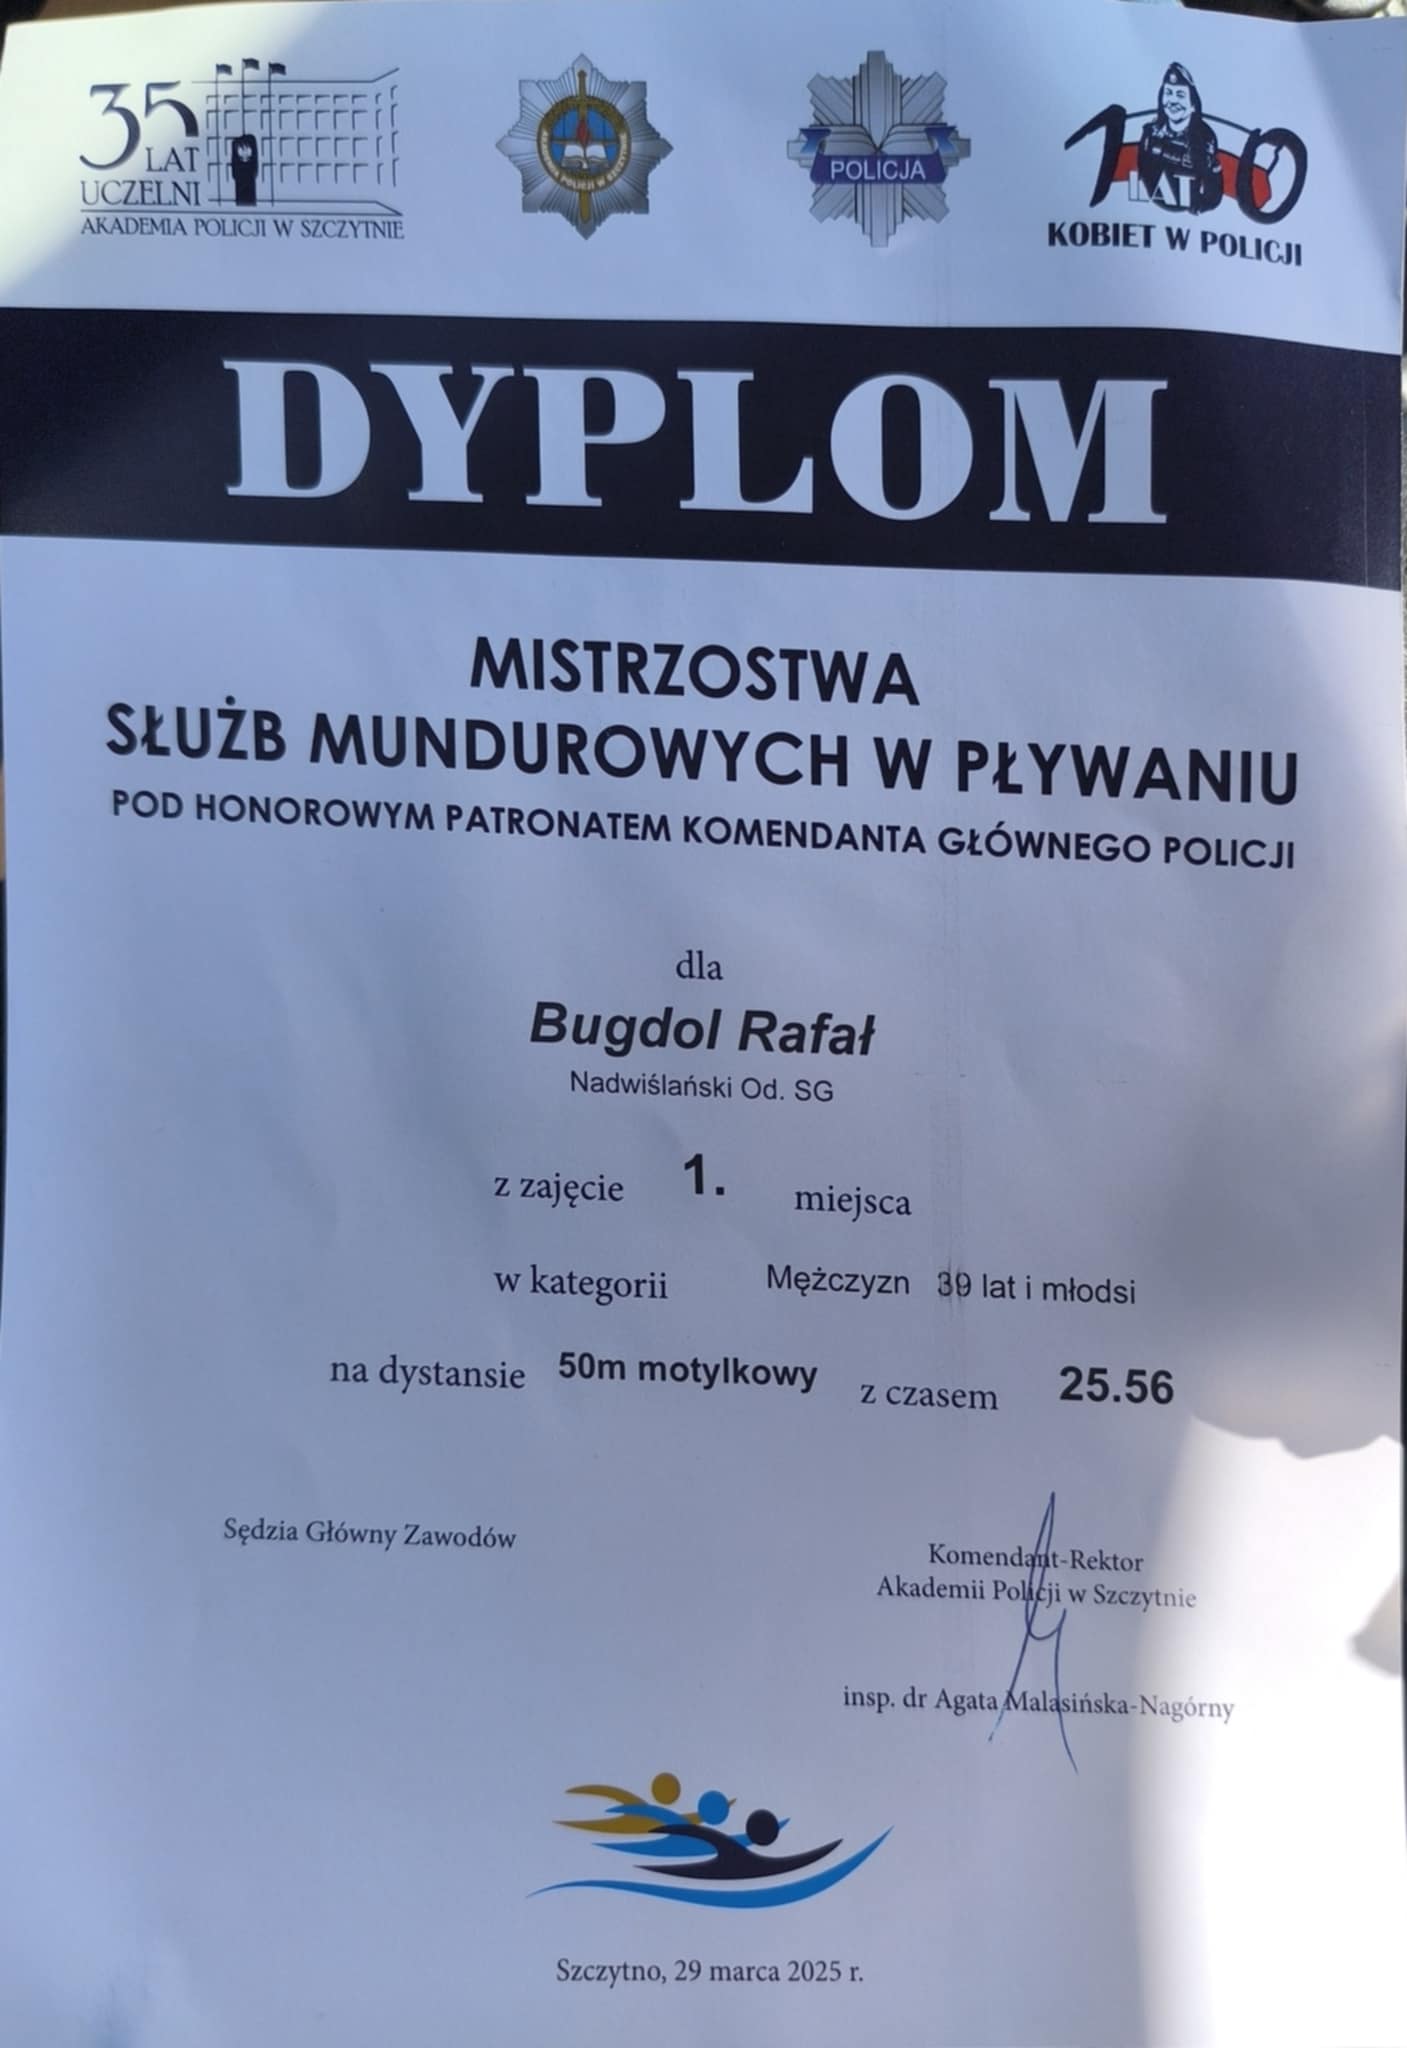 35
LAT
UCZELNI
AKADEMIA POLICJI W SZCZYTNIE
POLICJA
100
LAT
KOBIET W POLICJI
DYPLOM
MISTRZOSTWA
SŁUŻB MUNDUROWYCH W PŁYWANIU
POD HONOROWYM PATRONATEM KOMENDANTA GŁÓWNEGO POLICJI
dla
Bugdol Rafał
Nadwiślański Od. SG
z zajęcie 1. miejsca
w kategorii Mężczyzn 39 lat i młodsi
na dystansie 50m motylkowy z czasem 25.56
Sędzia Główny Zawodów
Komendant-Rektor
Akademii Policji w Szczytnie
insp. dr Agata Malasińska-Nagórny
Szczytno, 29 marca 2025 r.